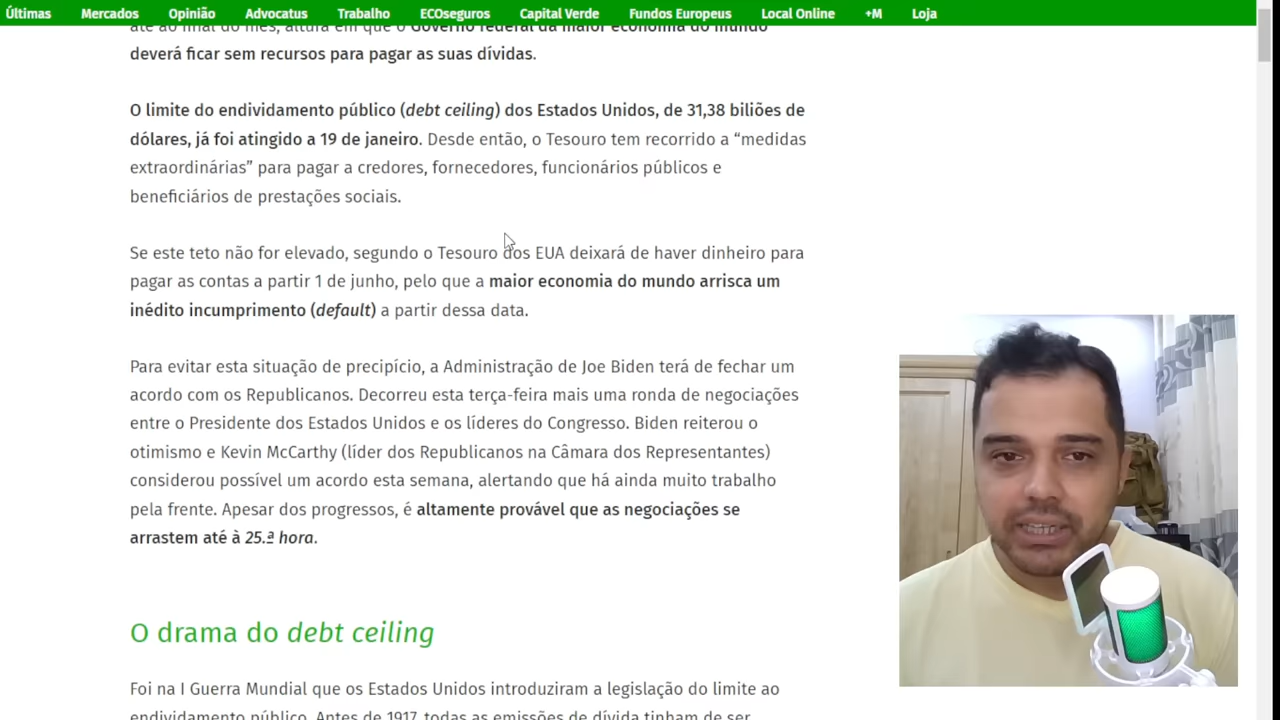 Últimas Mercados Opinião Advocatus Trabalho ECOseguros Capital Verde Fundos Europeus Local Online +M Loja
até ao final do mês, altura em que o Governo federal da maior economia do mundo
deverá ficar sem recursos para pagar as suas dívidas.
O limite do endividamento público (debt ceiling) dos Estados Unidos, de 31,38 biliões de
dólares, já foi atingido a 19 de janeiro. Desde então, o Tesouro tem recorrido a “medidas
extraordinárias” para pagar a credores, fornecedores, funcionários públicos e
beneficiários de prestações sociais.
Se este teto não for elevado, segundo o Tesouro dos EUA deixará de haver dinheiro para
pagar as contas a partir 1 de junho, pelo que a maior economia do mundo arrisca um
inédito incumprimento (default) a partir dessa data.
Para evitar esta situação de precipício, a Administração de Joe Biden terá de fechar um
acordo com os Republicanos. Decorreu esta terça-feira mais uma ronda de negociações
entre o Presidente dos Estados Unidos e os líderes do Congresso. Biden reiterou o
otimismo e Kevin McCarthy (líder dos Republicanos na Câmara dos Representantes)
considerou possível um acordo esta semana, alertando que há ainda muito trabalho
pela frente. Apesar dos progressos, é altamente provável que as negociações se
arrastem até à 25.ª hora.
O drama do debt ceiling
Foi na I Guerra Mundial que os Estados Unidos introduziram a legislação do limite ao
endividamento público. Antes de 1917, todas as emissões de dívida tinham de ser